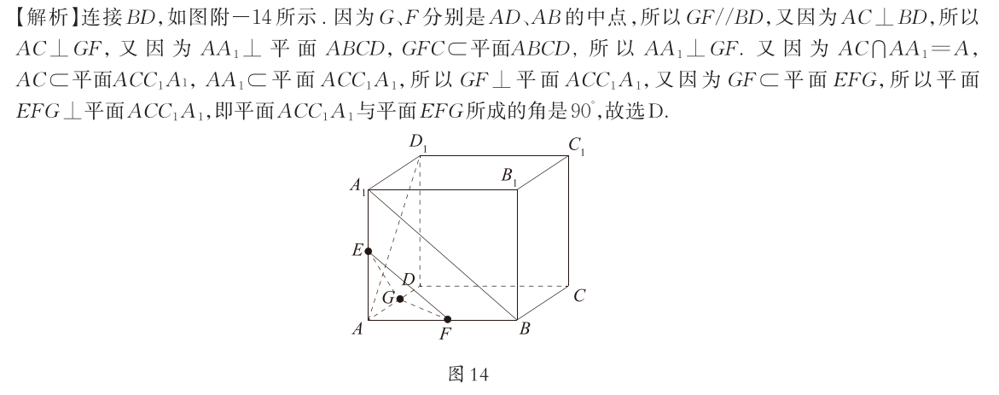 【解析】连接BD,如图附-14所示.因为G、F分别是AD、AB的中点,所以GF//BD,又因为AC⊥BD,所以
AC⊥GF,又因为AA₁⊥平面ABCD,GFC⊂平面ABCD,所以AA₁⊥GF.又因为AC∩AA₁=A,
AC⊂平面ACC₁A₁,AA₁⊂平面ACC₁A₁,所以GF⊥平面ACC₁A₁,又因为GF⊂平面EFG,所以平面
EFG⊥平面ACC₁A₁,即平面ACC₁A₁与平面EFG所成的角是90°,故选D.
D₁ C₁
A₁ B₁
E
D
G C
A F B
图14